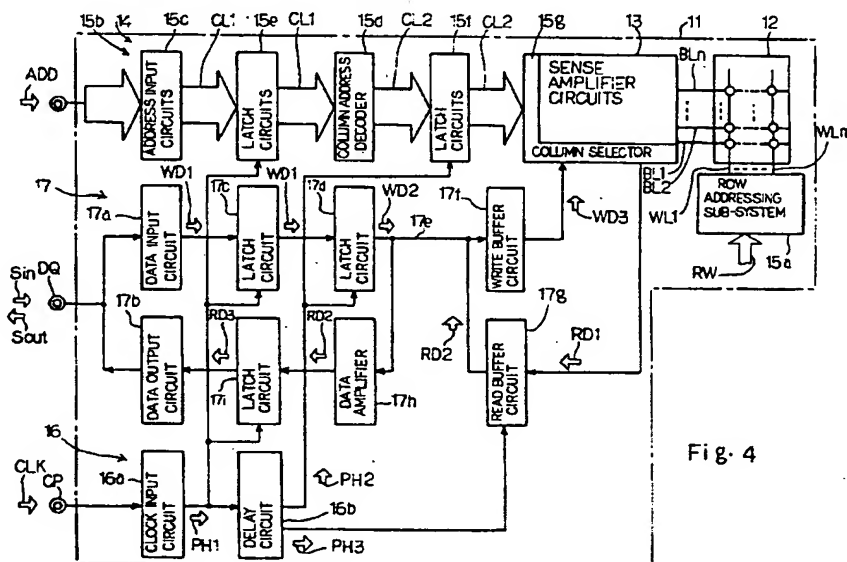 15b
14
15c
CL1
15e
CL1
15d
CL2
15f
CL2
15g
13
11
12
ADD
ADDRESS INPUT CIRCUITS
LATCH CIRCUITS
COLUMN ADDRESS DECODER
LATCH CIRCUITS
SENSE AMPLIFIER CIRCUITS
COLUMN SELECTOR
BLn
BL1
BL2
WLn
WL1
ROW ADDRESSING SUB-SYSTEM
RW
15a
17
17a
WD1
17c
WD1
17d
WD2
17e
17f
WD3
DATA INPUT CIRCUIT
LATCH CIRCUIT
LATCH CIRCUIT
WRITE BUFFER CIRCUIT
Sin
DQ
Sout
17b
RD3
RD2
RD2
17g
RD1
DATA OUTPUT CIRCUIT
LATCH CIRCUIT
17i
DATA AMPLIFIER
17h
READ BUFFER CIRCUIT
16
16a
CLK
CP
CLOCK INPUT CIRCUIT
PH1
DELAY CIRCUIT
PH2
16b
PH3
Fig. 4